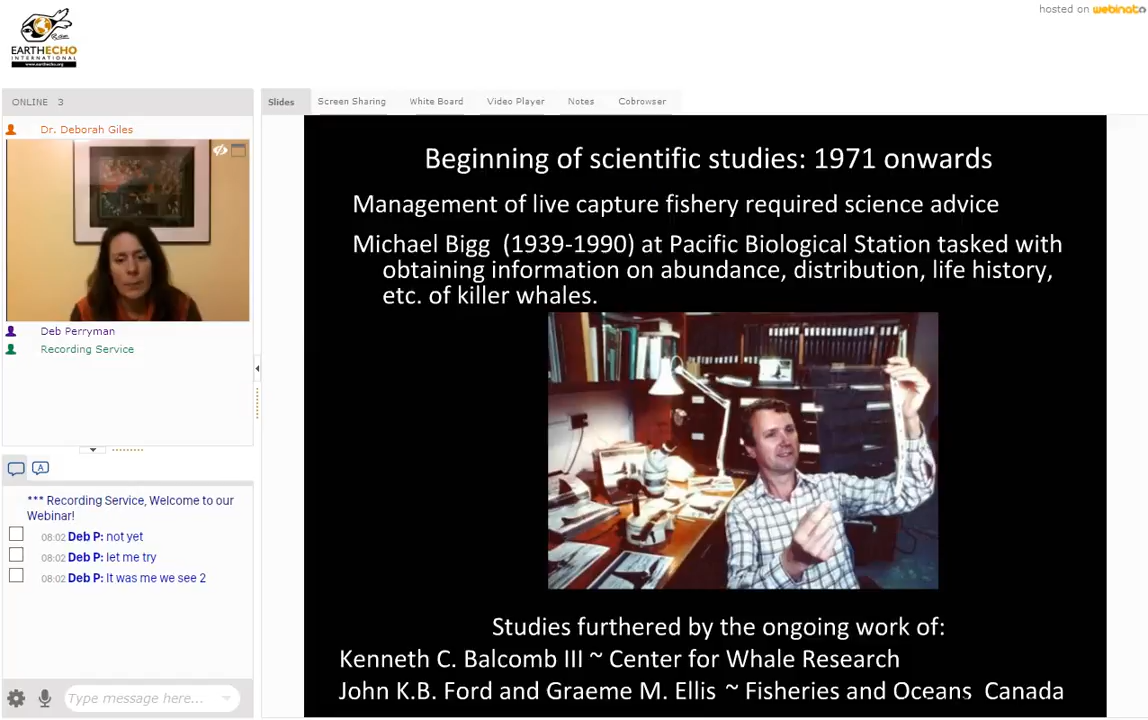 hosted on webinato
EARTHECHO
INTERNATIONAL
www.earthecho.org
ONLINE 3
Dr. Deborah Giles
Deb Perryman
Recording Service
*** Recording Service, Welcome to our
Webinar!
08:02 Deb P: not yet
08:02 Deb P: let me try
08:02 Deb P: It was me we see 2
Type message here...
Slides
Screen Sharing
White Board
Video Player
Notes
Cobrowser
Beginning of scientific studies: 1971 onwards
Management of live capture fishery required science advice
Michael Bigg (1939-1990) at Pacific Biological Station tasked with
obtaining information on abundance, distribution, life history,
etc. of killer whales.
Studies furthered by the ongoing work of:
Kenneth C. Balcomb III ~ Center for Whale Research
John K.B. Ford and Graeme M. Ellis ~ Fisheries and Oceans Canada